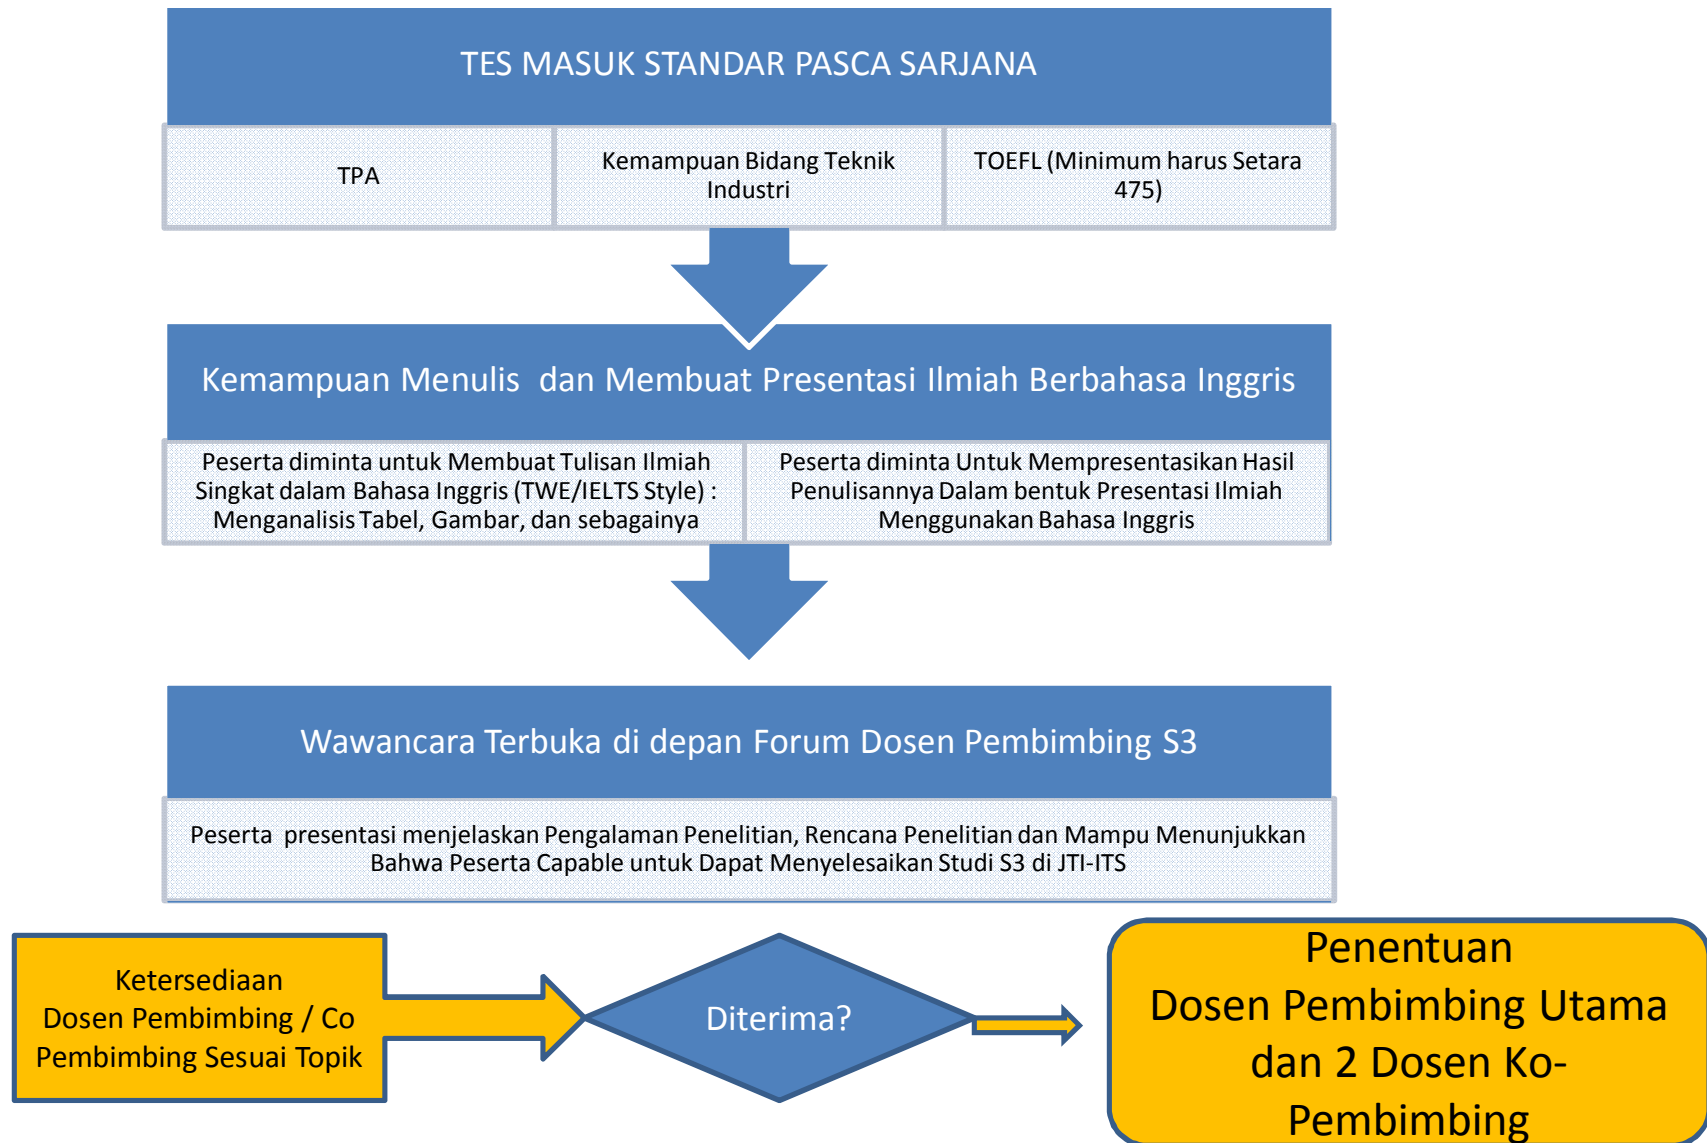 TES MASUK STANDAR PASCA SARJANA
TPA
Kemampuan Bidang Teknik
Industri
TOEFL (Minimum harus Setara
475)
Kemampuan Menulis dan Membuat Presentasi Ilmiah Berbahasa Inggris
Peserta diminta untuk Membuat Tulisan Ilmiah
Singkat dalam Bahasa Inggris (TWE/IELTS Style) :
Menganalisis Tabel, Gambar, dan sebagainya
Peserta diminta Untuk Mempresentasikan Hasil
Penulisannya Dalam bentuk Presentasi Ilmiah
Menggunakan Bahasa Inggris
Wawancara Terbuka di depan Forum Dosen Pembimbing S3
Peserta presentasi menjelaskan Pengalaman Penelitian, Rencana Penelitian dan Mampu Menunjukkan
Bahwa Peserta Capable untuk Dapat Menyelesaikan Studi S3 di JTI-ITS
Ketersediaan
Dosen Pembimbing / Co
Pembimbing Sesuai Topik
Diterima?
Penentuan
Dosen Pembimbing Utama
dan 2 Dosen Ko-
Pembimbing